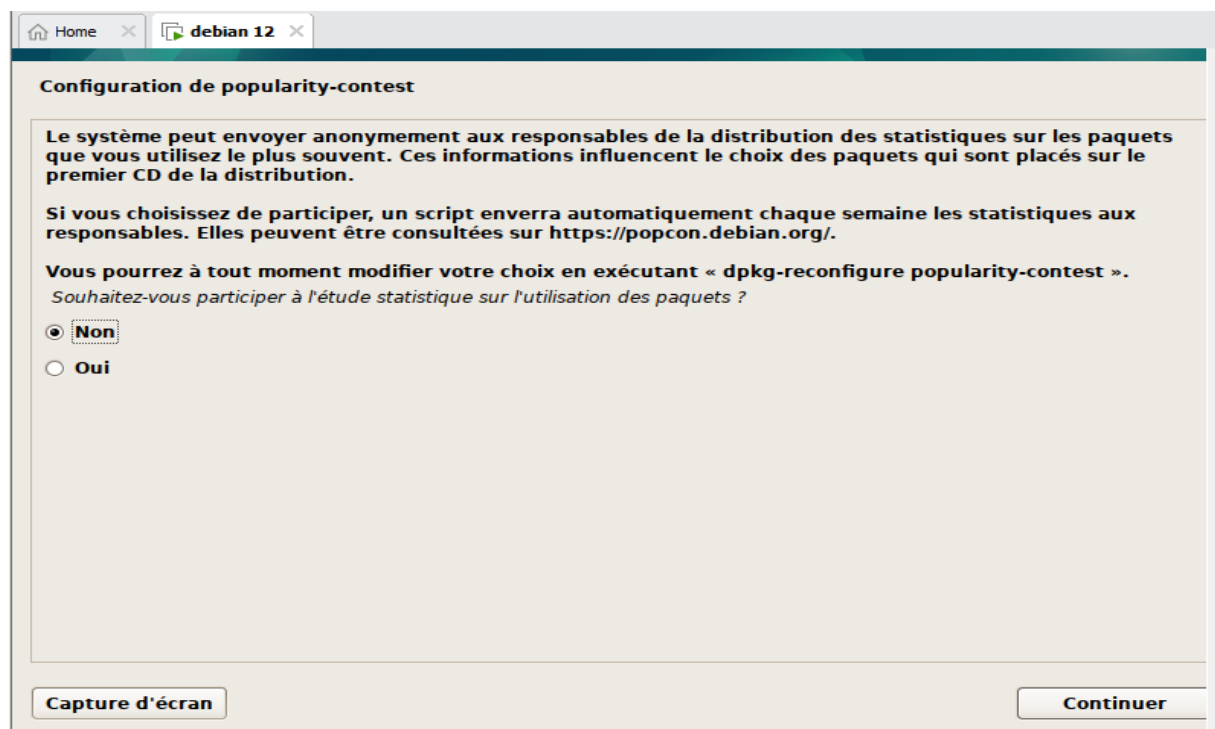 Home
debian 12
Configuration de popularity-contest
Le système peut envoyer anonymement aux responsables de la distribution des statistiques sur les paquets
que vous utilisez le plus souvent. Ces informations influencent le choix des paquets qui sont placés sur le
premier CD de la distribution.
Si vous choisissez de participer, un script enverra automatiquement chaque semaine les statistiques aux
responsables. Elles peuvent être consultées sur https://popcon.debian.org/.
Vous pourrez à tout moment modifier votre choix en exécutant « dpkg-reconfigure popularity-contest ».
Souhaitez-vous participer à l'étude statistique sur l'utilisation des paquets ?
Non
Oui
Capture d'écran
Continuer